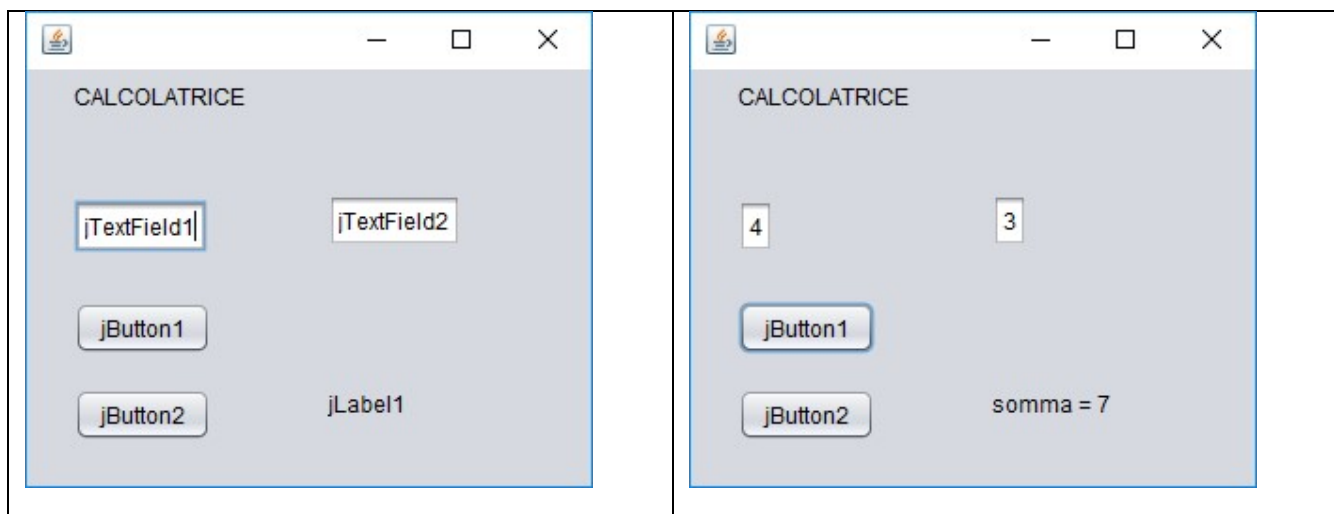 CALCOLATRICE
jTextField1
jTextField2
jButton1
jButton2
jLabel1
CALCOLATRICE
4
3
jButton1
jButton2
somma = 7